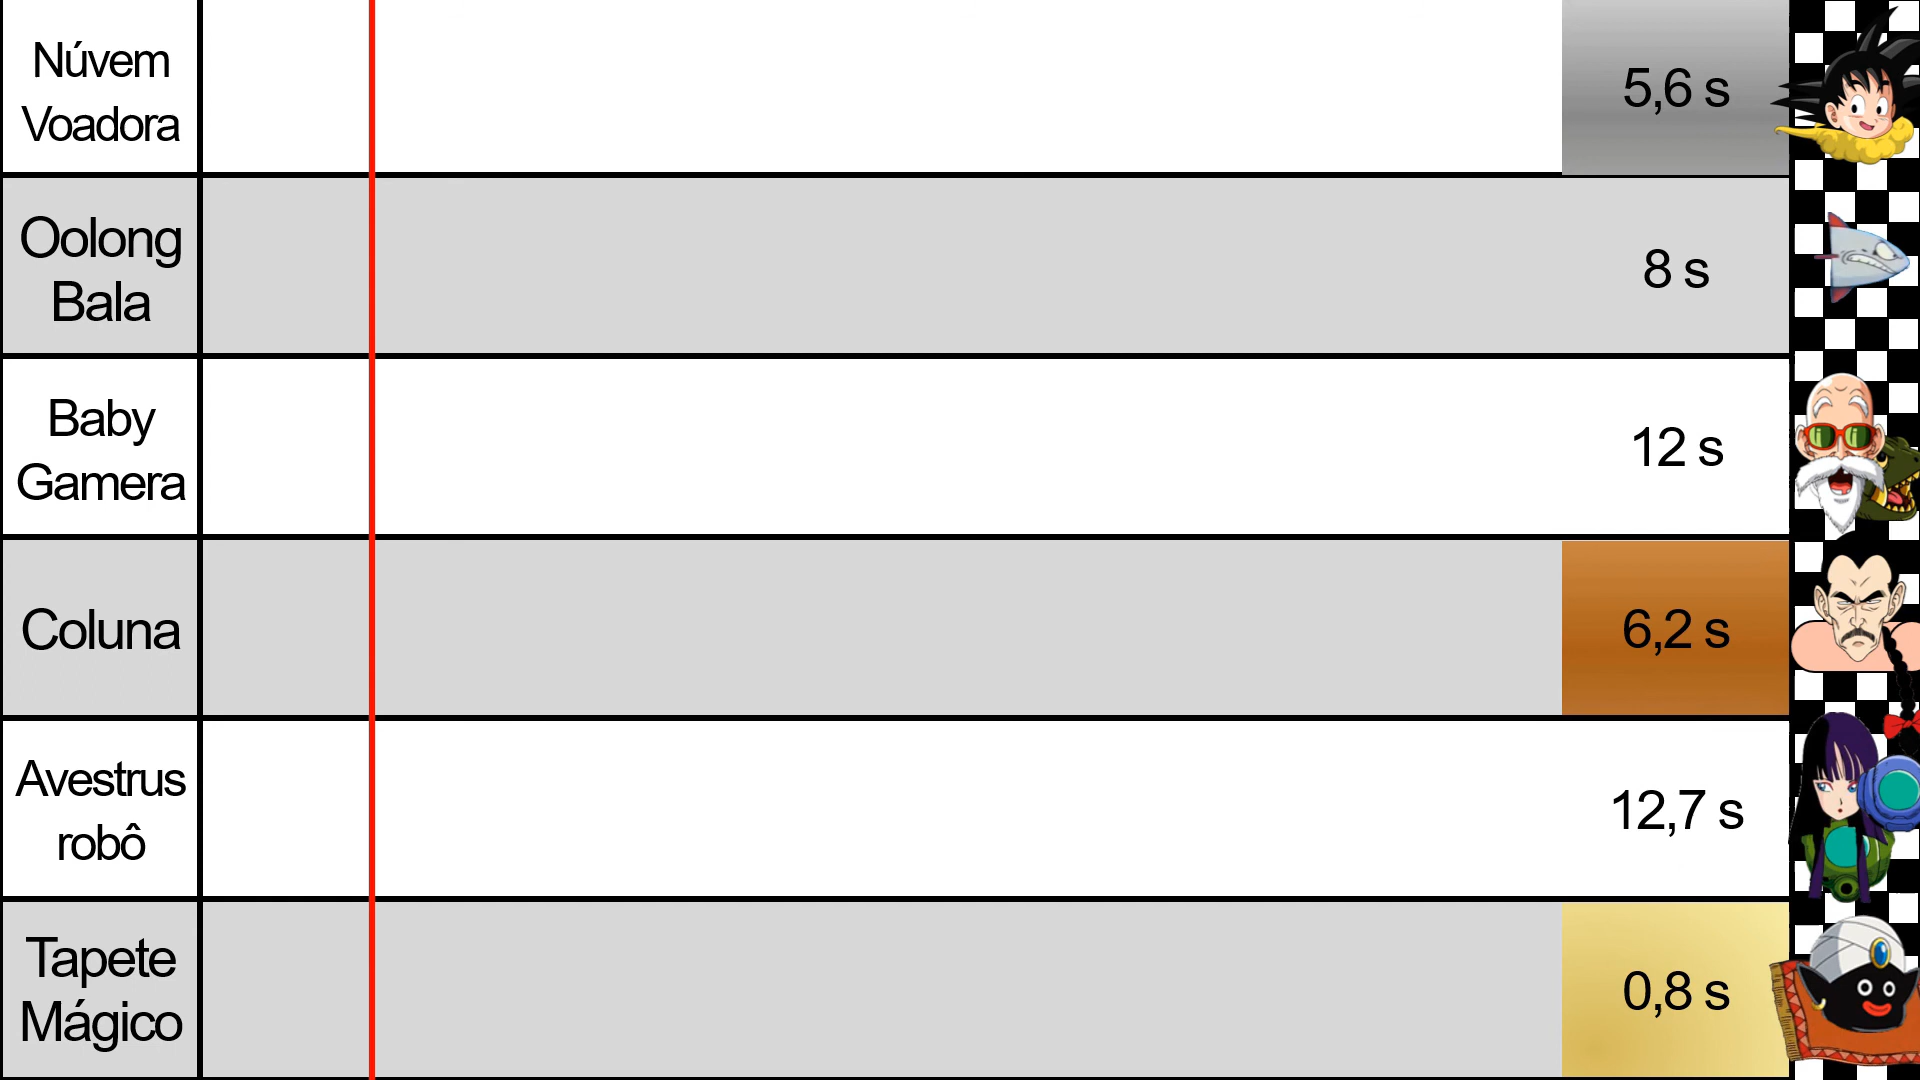 Núvem
Voadora
5,6 s
Oolong
Bala
8 s
Baby
Gamera
12 s
Coluna
6,2 s
Avestrus
robô
12,7 s
Tapete
Mágico
0,8 s